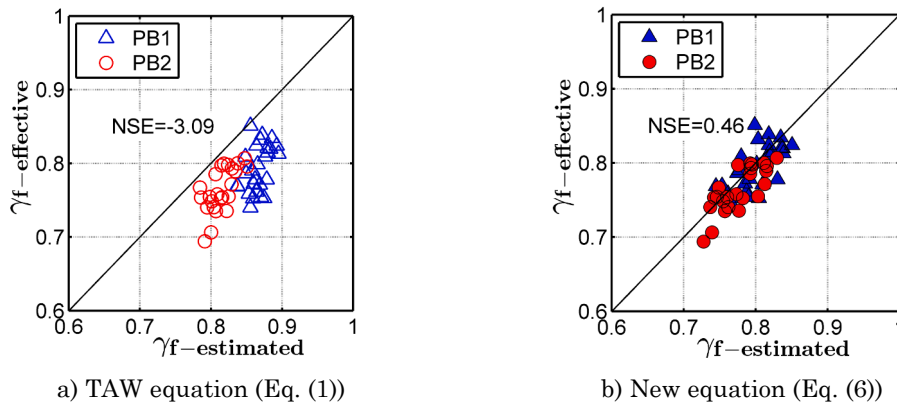 PB1
PB2
NSE=-3.09
γf−effective
1
0.9
0.8
0.7
0.6
0.6
0.7
0.8
0.9
1
γf−estimated
a) TAW equation (Eq. (1))
PB1
PB2
NSE=0.46
γf−effective
1
0.9
0.8
0.7
0.6
0.6
0.7
0.8
0.9
1
γf−estimated
b) New equation (Eq. (6))